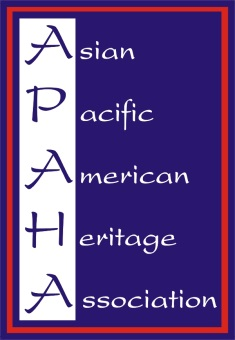 Asian
Pacific
American
Heritage
Association